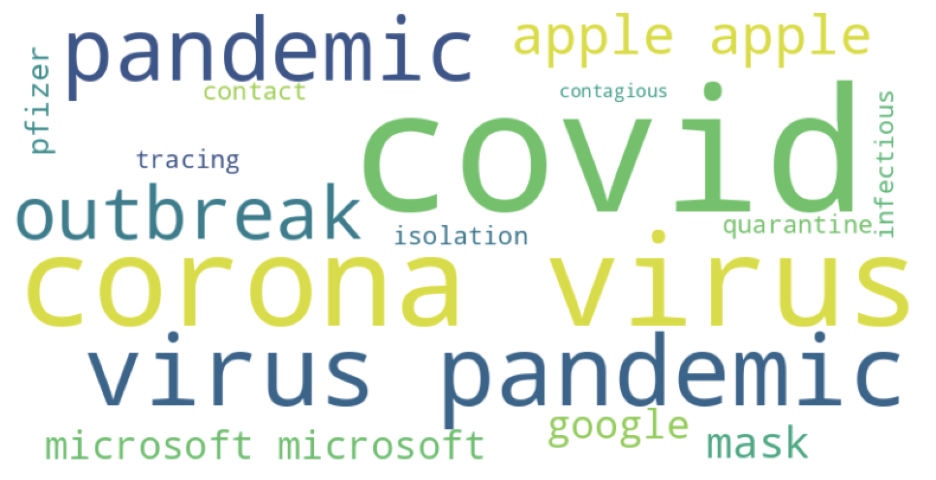 pandemic
apple apple
pfizer
contact
contagious
covid
infectious
tracing
outbreak
isolation
quarantine
corona virus
virus pandemic
google
microsoft microsoft
mask